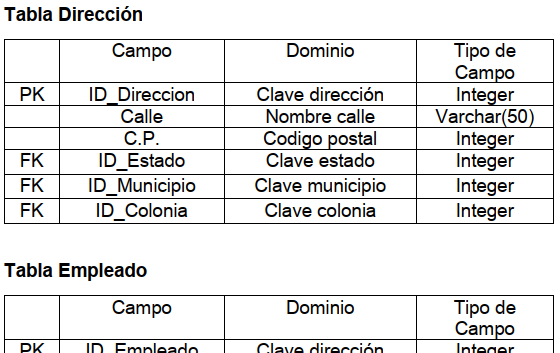 Tabla Dirección
Campo Dominio Tipo de
Campo
PK ID_Direccion Clave dirección Integer
Calle Nombre calle Varchar(50)
C.P. Codigo postal Integer
FK ID_Estado Clave estado Integer
FK ID_Municipio Clave municipio Integer
FK ID_Colonia Clave colonia Integer
Tabla Empleado
Campo Dominio Tipo de
Campo
PK ID_Empleado Clave dirección Integer